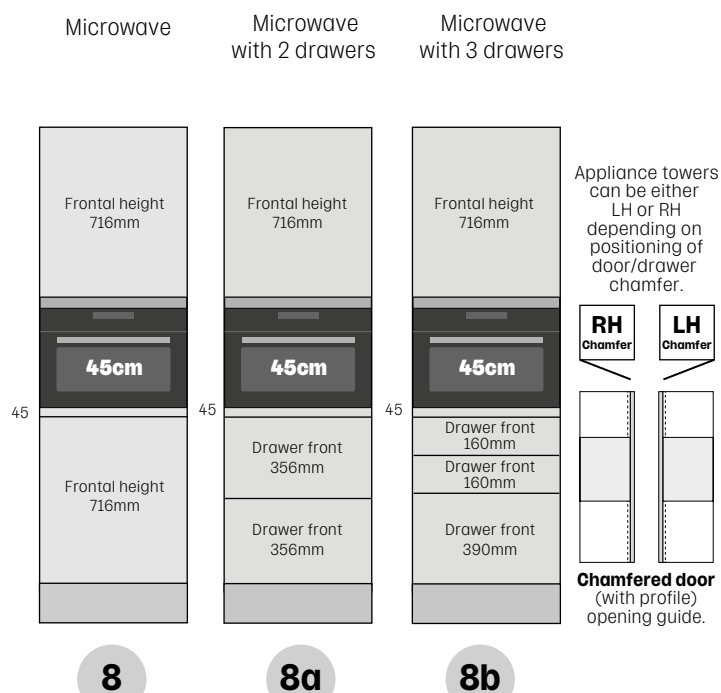 Microwave
Microwave
with 2 drawers
Microwave
with 3 drawers
Frontal height
716mm
45cm
45
Frontal height
716mm
8
Frontal height
716mm
45cm
45
Drawer front
356mm
Drawer front
356mm
8a
Frontal height
716mm
45cm
45
Drawer front
160mm
Drawer front
160mm
Drawer front
390mm
8b
Appliance towers
can be either
LH or RH
depending on
positioning of
door/drawer
chamfer.
RH
Chamfer
LH
Chamfer
Chamfered door
(with profile)
opening guide.